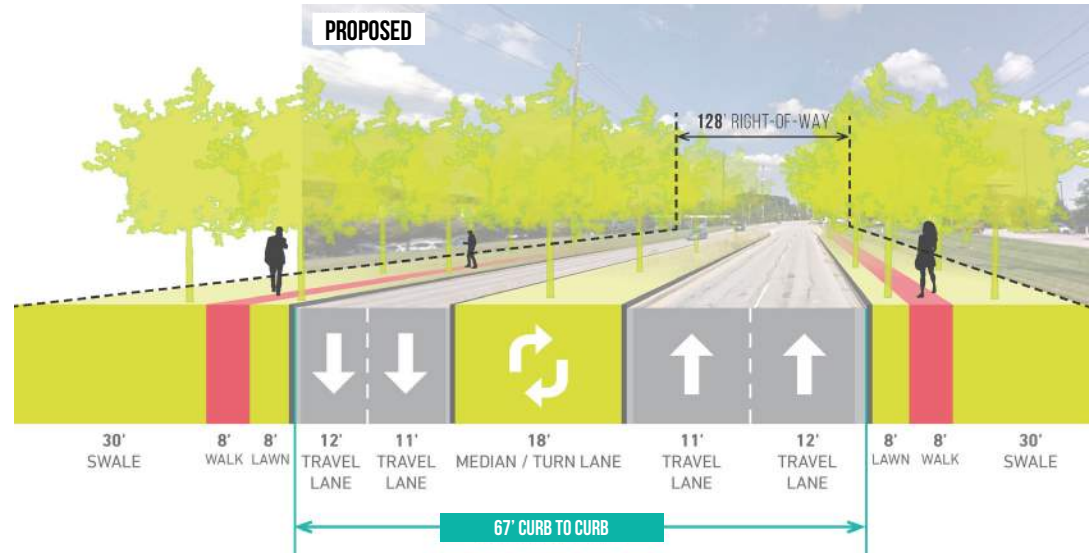 PROPOSED
128' RIGHT-OF-WAY
30'
SWALE
8'
WALK
8'
LAWN
12'
TRAVEL
LANE
11'
TRAVEL
LANE
18'
MEDIAN / TURN LANE
11'
TRAVEL
LANE
12'
TRAVEL
LANE
8'
LAWN
8'
WALK
30'
SWALE
67' CURB TO CURB